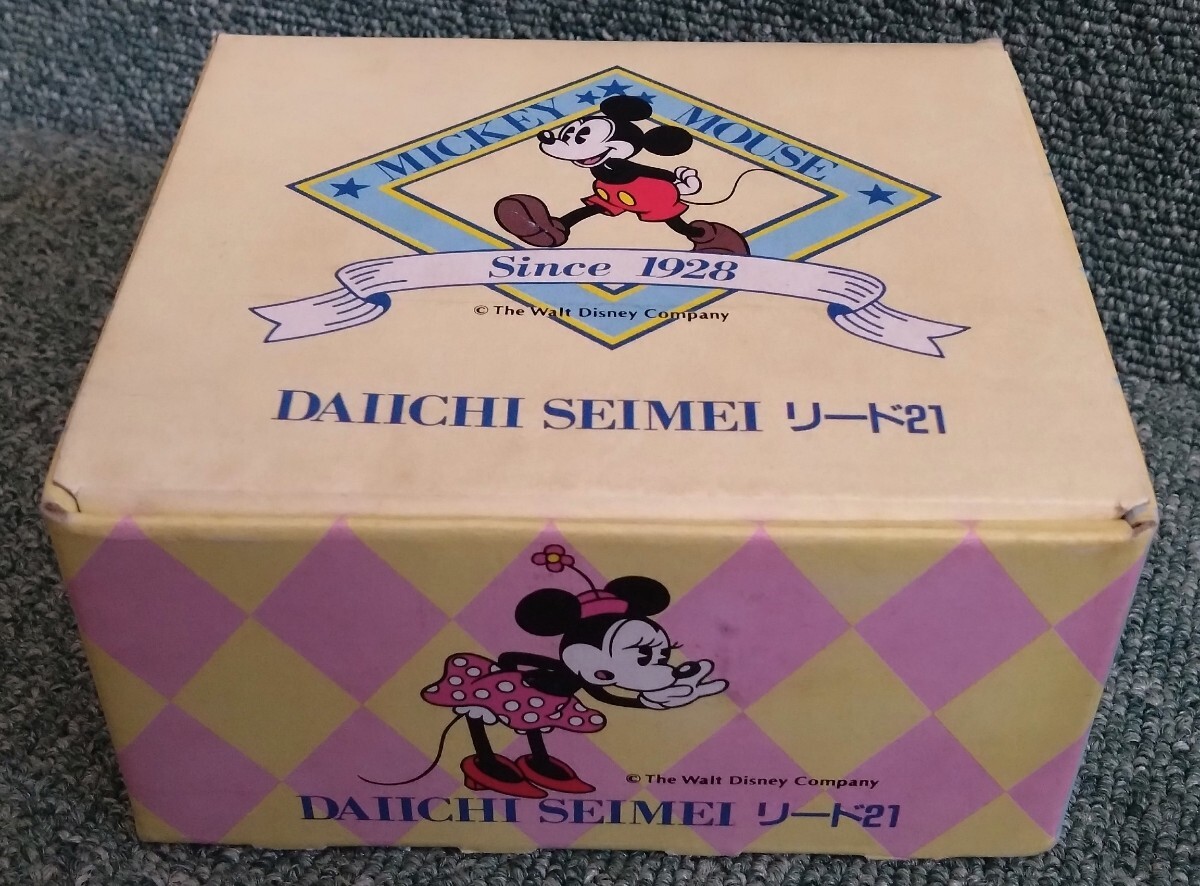 MICKEY MOUSE
Since 1928
© The Walt Disney Company
DAIICHI SEIMEI リード21
© The Walt Disney Company
DAIICHI SEIMEI リード21